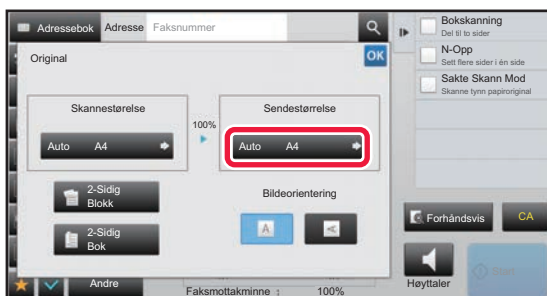 Adressebok
Adresse
Faksnummer
Original
OK
Skannestørelse
100%
Sendestørrelse
Auto A4
Auto A4
2-Sidig
Blokk
2-Sidig
Bok
Bildeorientering
A
A
Andre
Faksmottakminne : 100%
Bokskanning
Del til to sider
N-Opp
Sett flere sider i én side
Sakte Skann Mod
Skanne tynn papiroriginal
Forhåndsvis
CA
Høyttaler
Start